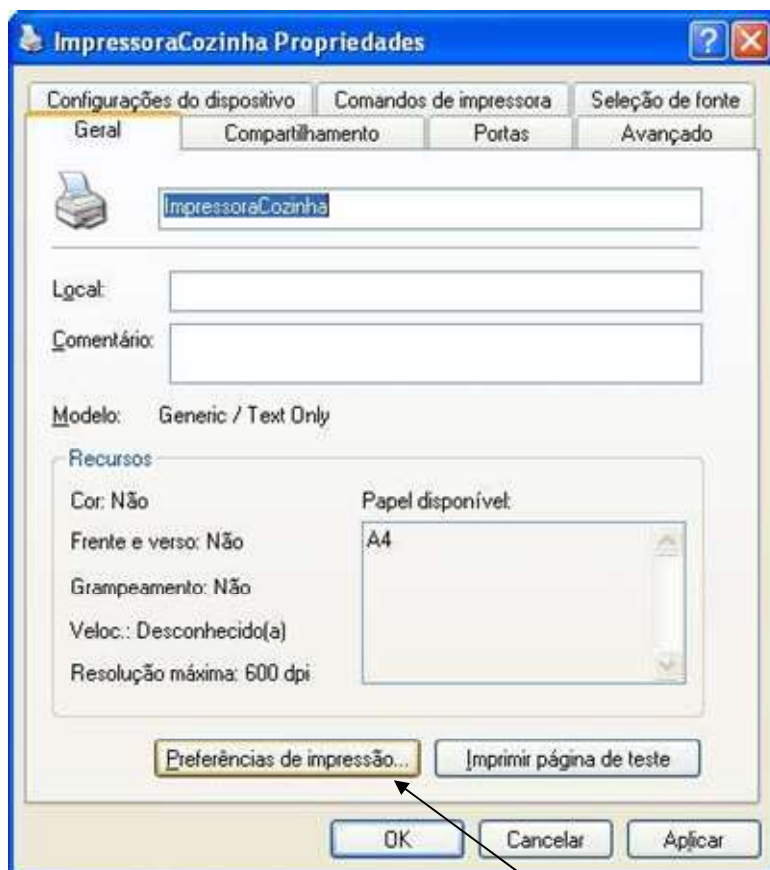 ImpressoraCozinha Propriedades
Configurações do dispositivo Comandos de impressora Seleção de fonte
Geral Compartilhamento Portas Avançado
ImpressoraCozinha
Local:
Comentário:
Modelo: Generic / Text Only
Recursos
Cor: Não Papel disponível:
Frente e verso: Não A4
Grampeamento: Não
Veloc.: Desconhecido(a)
Resolução máxima: 600 dpi
Preferências de impressão... Imprimir página de teste
OK Cancelar Aplicar